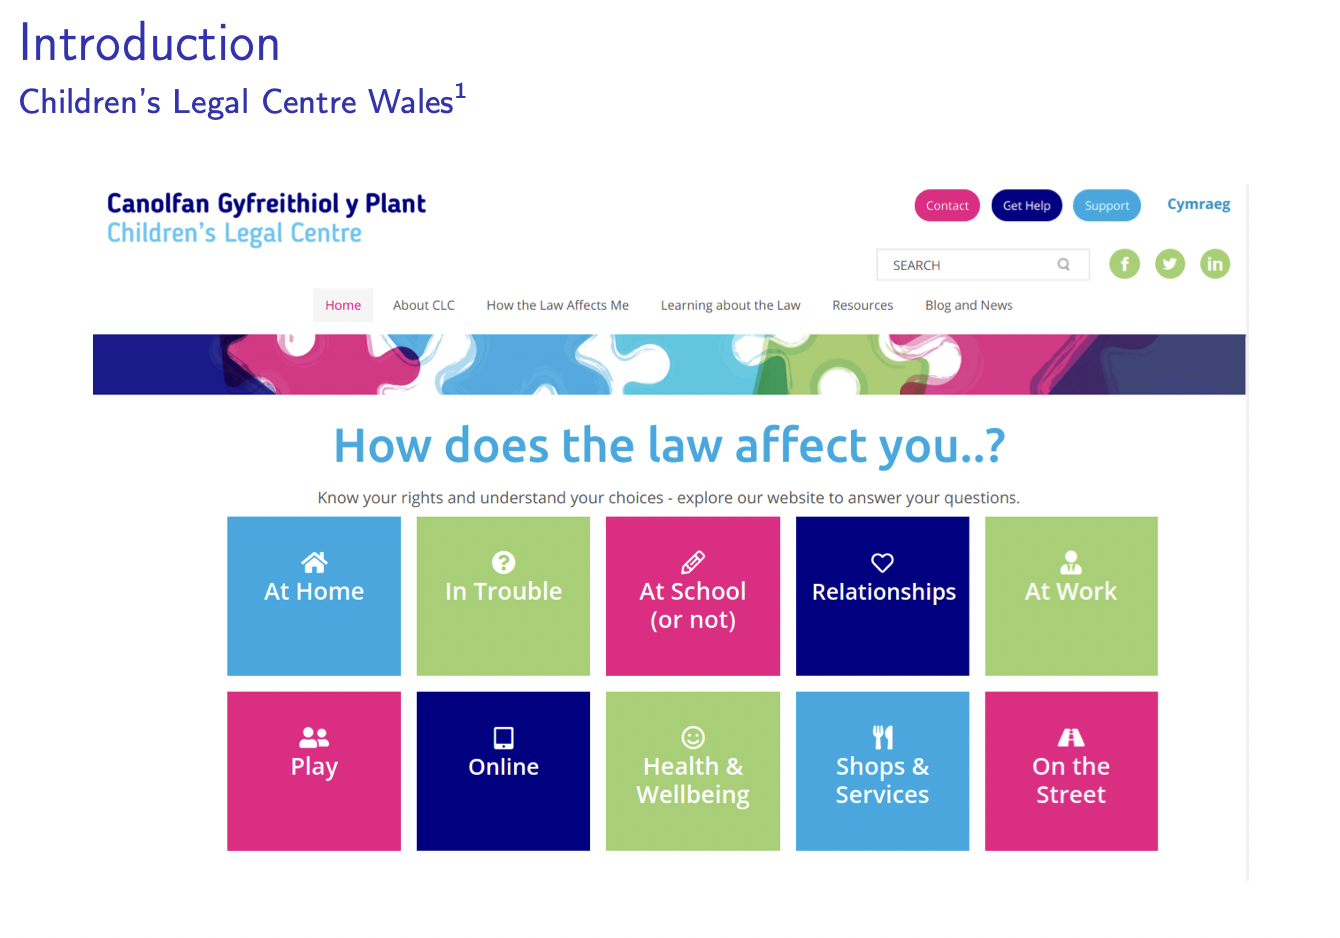 Introduction
Children's Legal Centre Wales¹
Canolfan Gyfreithiol y Plant
Children's Legal Centre
Contact Get Help Support Cymraeg
SEARCH
Home About CLC How the Law Affects Me Learning about the Law Resources Blog and News
How does the law affect you..?
Know your rights and understand your choices - explore our website to answer your questions.
At Home
In Trouble
At School
(or not)
Relationships
At Work
Play
Online
Health &
Wellbeing
Shops &
Services
On the
Street